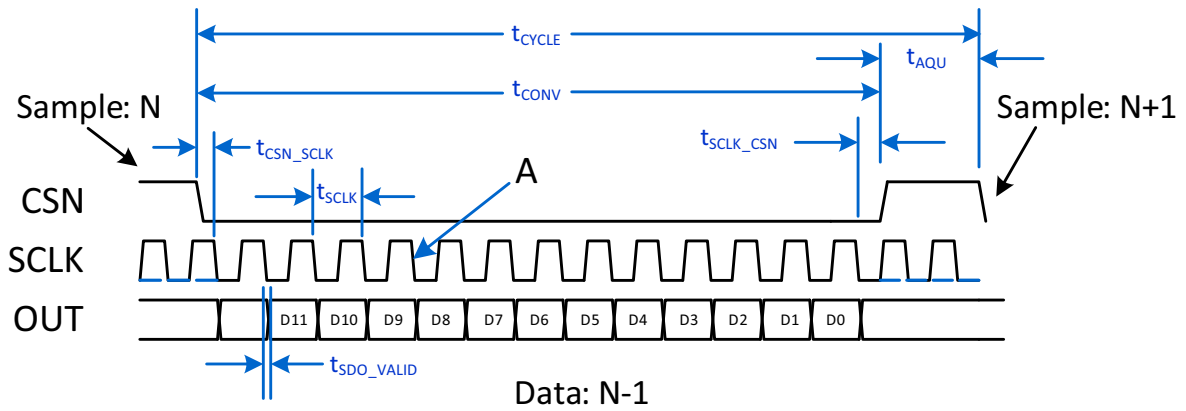 tCYCLE
tAQU
tCONV
Sample: N
Sample: N+1
tCSN_SCLK
tSCLK_CSN
A
tSCLK
CSN
SCLK
OUT
D11 D10 D9 D8 D7 D6 D5 D4 D3 D2 D1 D0
tSDO_VALID
Data: N-1